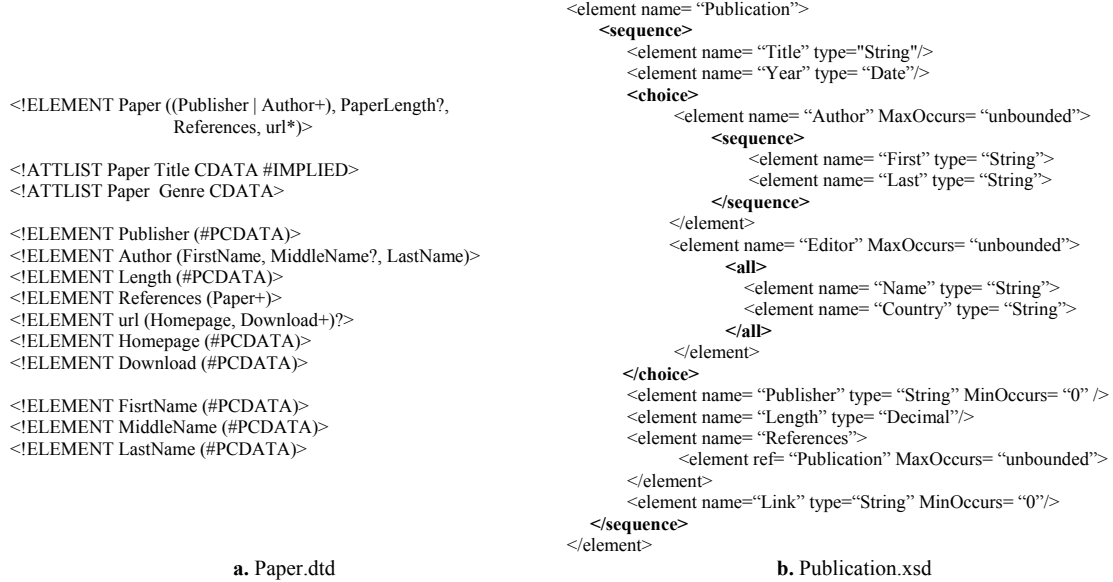 <!ELEMENT Paper ((Publisher | Author+), PaperLength?,
References, url*)>
<!ATTLIST Paper Title CDATA #IMPLIED>
<!ATTLIST Paper  Genre CDATA>
<!ELEMENT Publisher (#PCDATA)>
<!ELEMENT Author (FirstName, MiddleName?, LastName)>
<!ELEMENT Length (#PCDATA)>
<!ELEMENT References (Paper+)>
<!ELEMENT url (Homepage, Download+)?>
<!ELEMENT Homepage (#PCDATA)>
<!ELEMENT Download (#PCDATA)>
<!ELEMENT FisrtName (#PCDATA)>
<!ELEMENT MiddleName (#PCDATA)>
<!ELEMENT LastName (#PCDATA)>
a. Paper.dtd
<element name= “Publication”>
<sequence>
<element name= “Title” type="String"/>
<element name= “Year” type= “Date”/>
<choice>
<element name= “Author” MaxOccurs= “unbounded”>
<sequence>
<element name= “First” type= “String”>
<element name= “Last” type= “String”>
</sequence>
</element>
<element name= “Editor” MaxOccurs= “unbounded”>
<all>
<element name= “Name” type= “String”>
<element name= “Country” type= “String”>
</all>
</element>
</choice>
<element name= “Publisher” type= “String” MinOccurs= “0” />
<element name= “Length” type= “Decimal”/>
<element name= “References”>
<element ref= “Publication” MaxOccurs= “unbounded”>
</element>
<element name=“Link” type=“String” MinOccurs= “0”/>
</sequence>
</element>
b. Publication.xsd